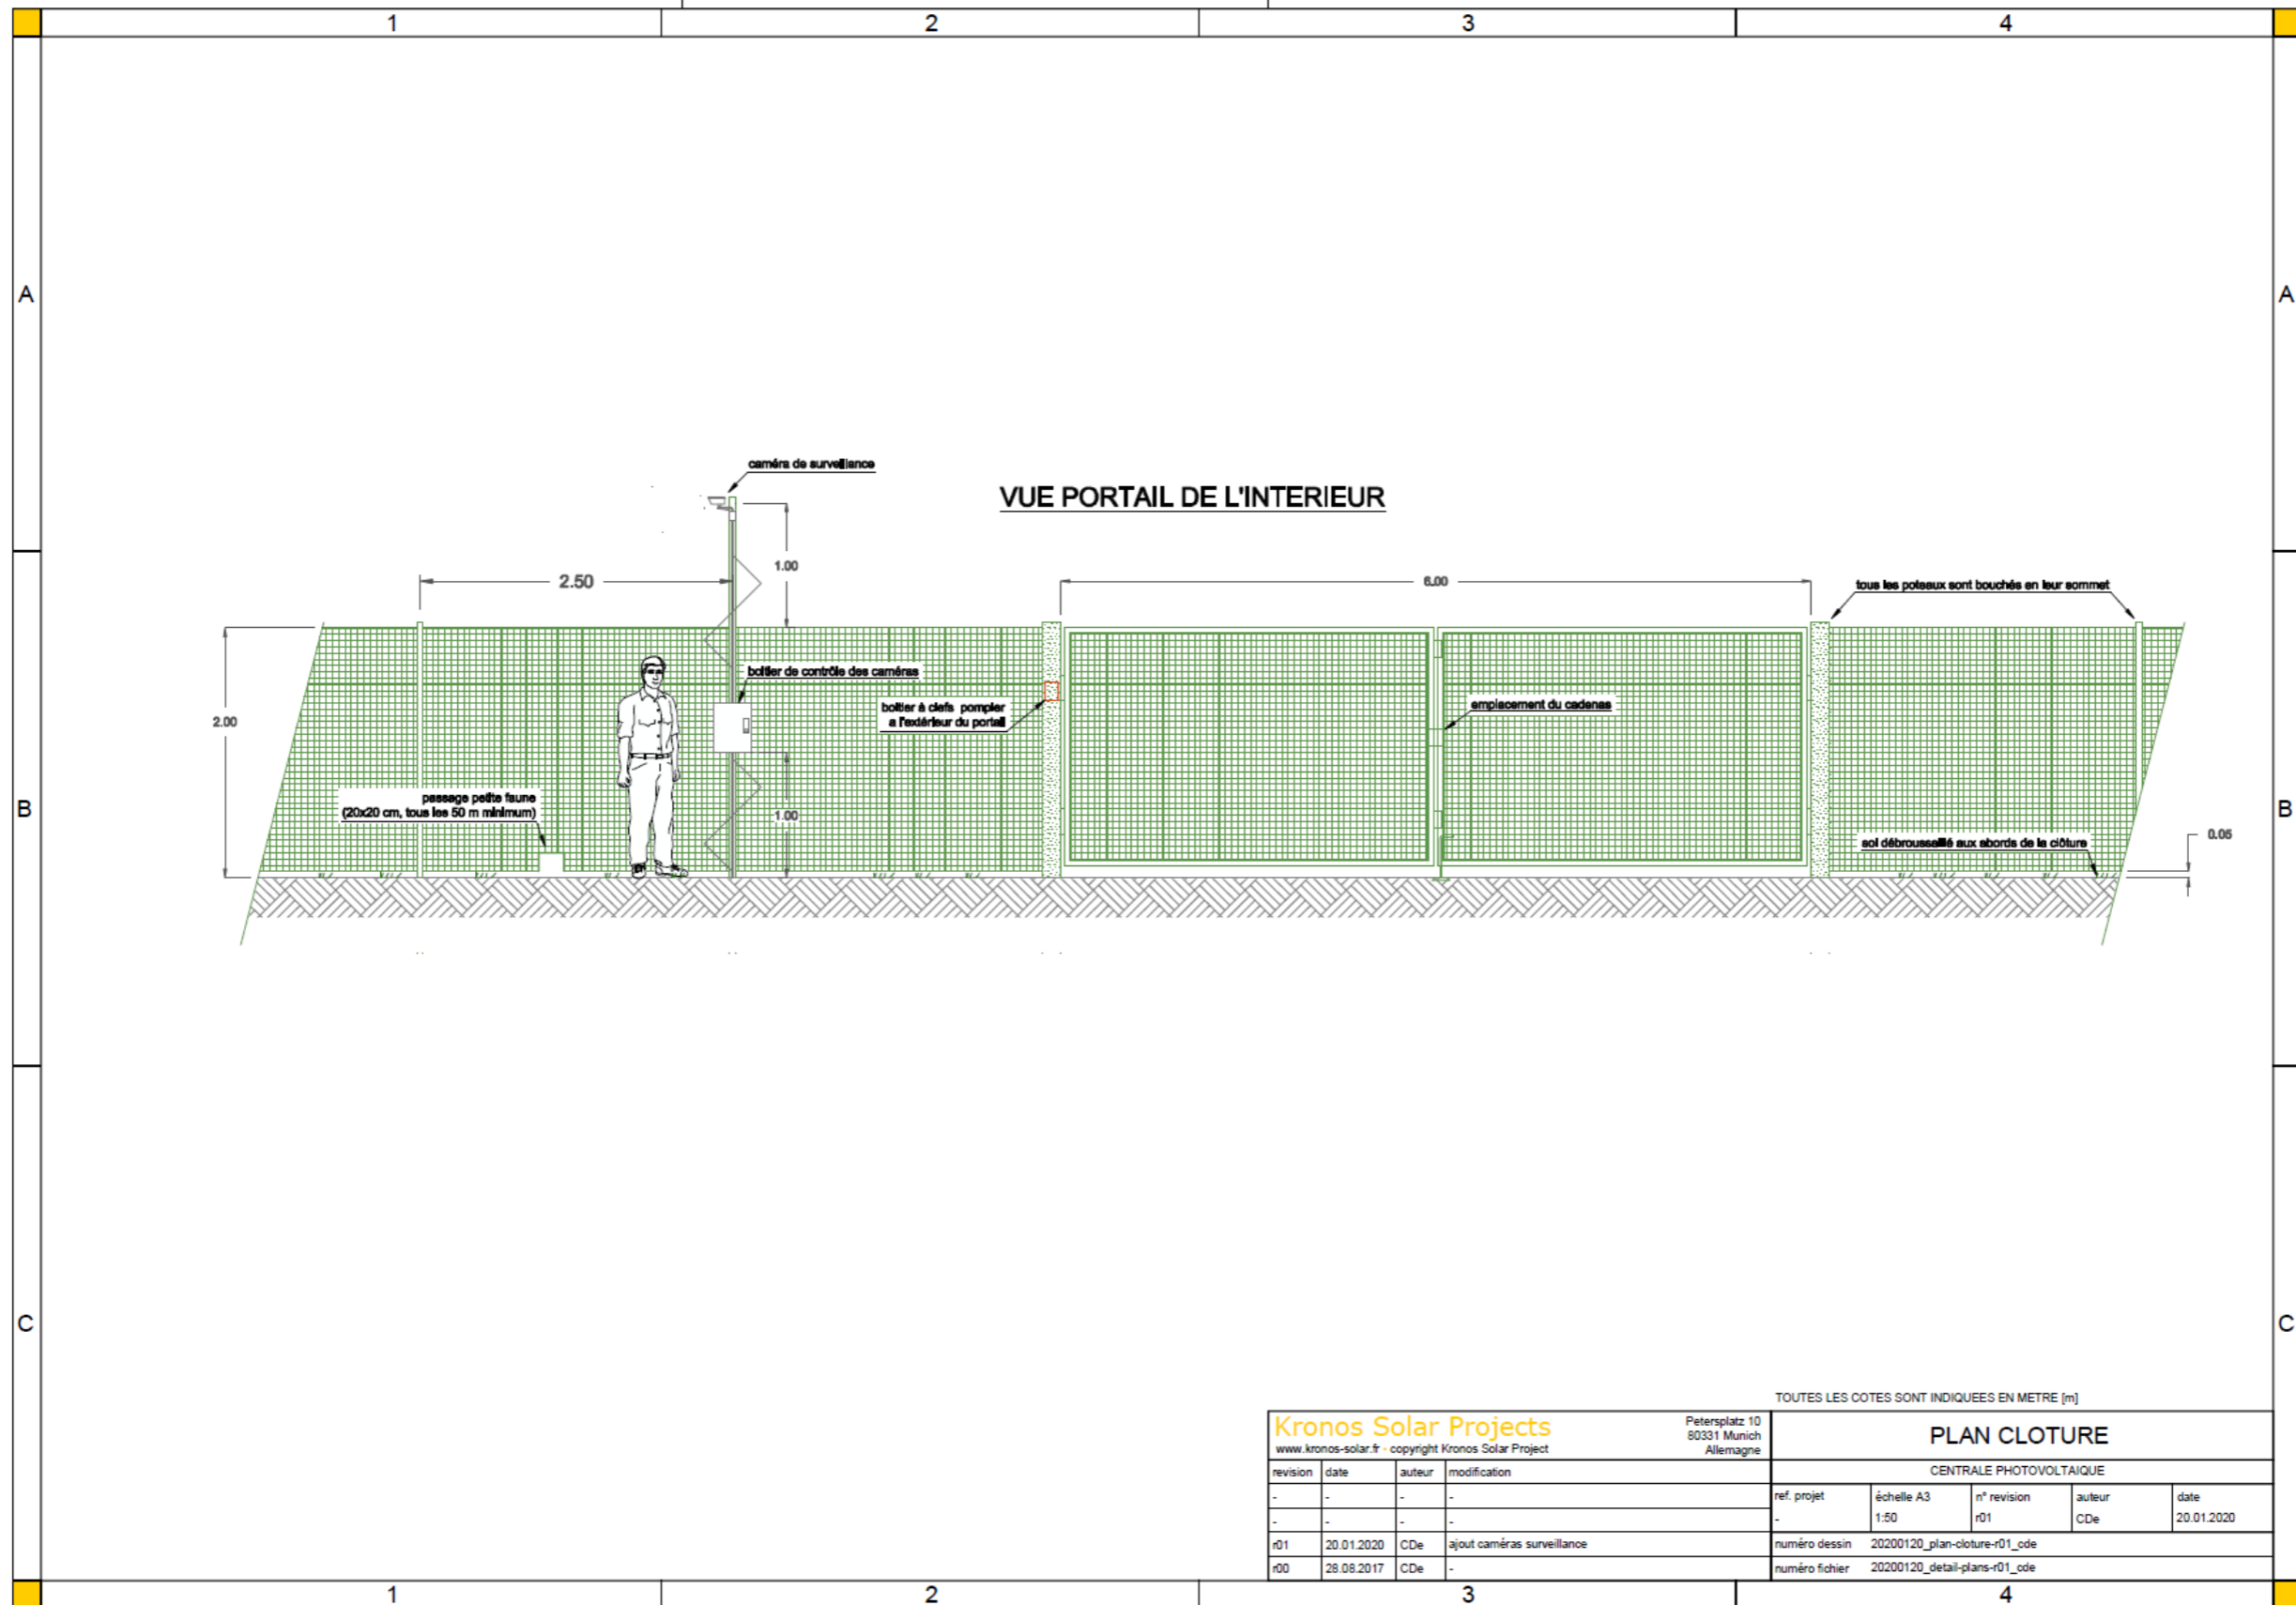 1 2 3 4
A A
caméra de surveillance
VUE PORTAIL DE L'INTERIEUR
1.00
2.50
6.00
tous les poteaux sont bouchés en leur sommet
boîtier de contrôle des caméras
2.00
boîtier à clefs pompier
a l'extérieur du portail
emplacement du cadenas
passage petite faune
(20x20 cm, tous les 50 m minimum)
B B
1.00
sol débroussaillé aux abords de la clôture
0.05
C C
TOUTES LES COTES SONT INDIQUEES EN METRE [m]
Kronos Solar Projects
www.kronos-solar.fr - copyright Kronos Solar Project
Petersplatz 10
80331 Munich
Allemagne
PLAN CLOTURE
CENTRALE PHOTOVOLTAIQUE
revision date auteur modification
- - - -
- - - -
r01 20.01.2020 CDe ajout caméras surveillance
r00 28.08.2017 CDe -
ref. projet échelle A3 n° revision auteur date
- 1:50 r01 CDe 20.01.2020
numéro dessin 20200120_plan-cloture-r01_cde
numéro fichier 20200120_detail-plans-r01_cde
1 2 3 4